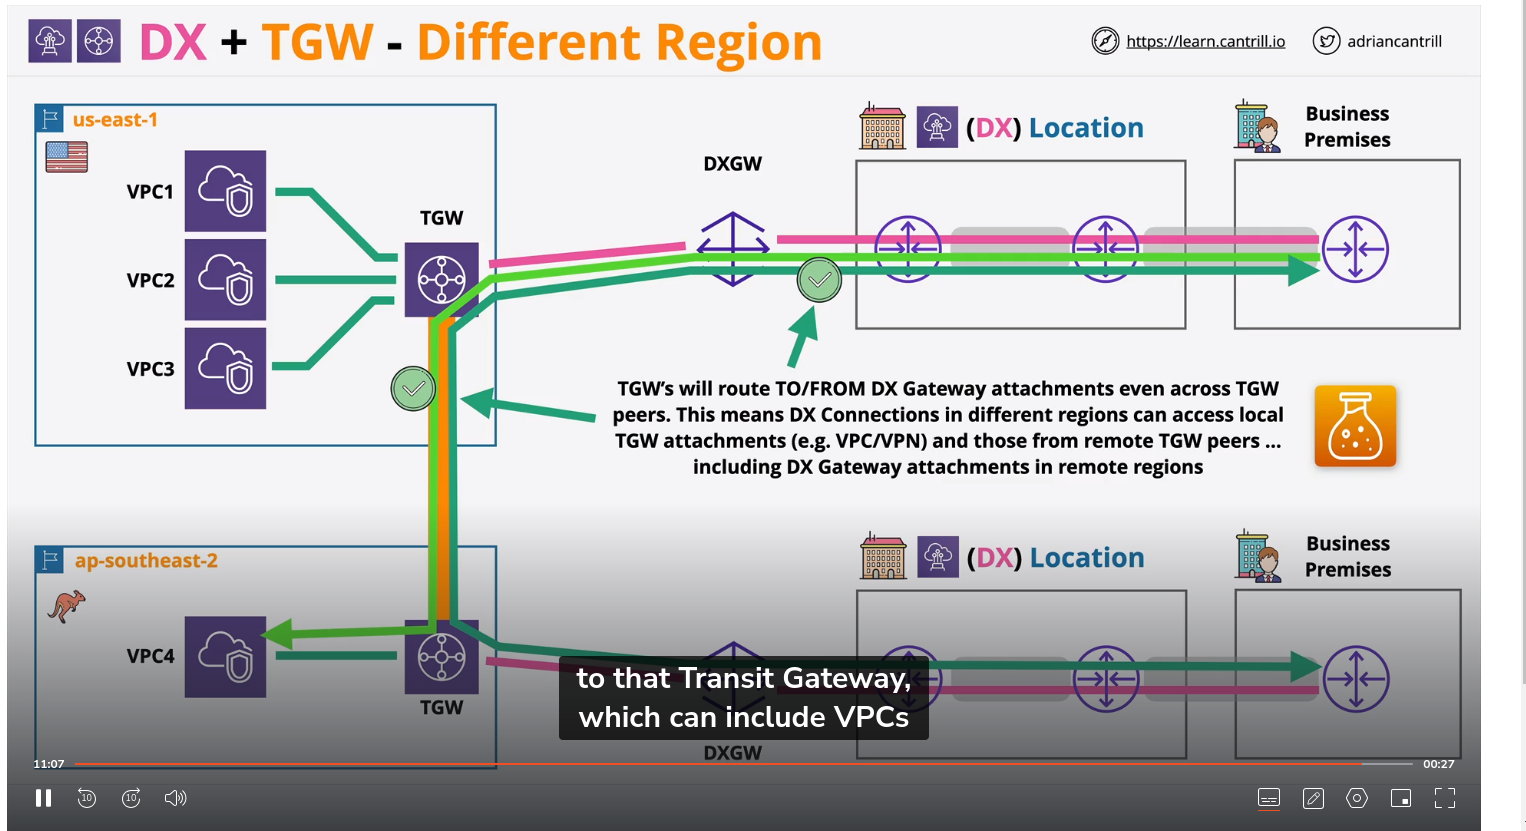 DX + TGW - Different Region
https://learn.cantrill.io
adriancantrill
us-east-1
VPC1
VPC2
VPC3
TGW
DXGW
(DX) Location
Business
Premises
TGW's will route TO/FROM DX Gateway attachments even across TGW
peers. This means DX Connections in different regions can access local
TGW attachments (e.g. VPC/VPN) and those from remote TGW peers ...
including DX Gateway attachments in remote regions
ap-southeast-2
VPC4
TGW
(DX) Location
Business
Premises
to that Transit Gateway,
which can include VPCs
DXGW
11:07
00:27
10
10